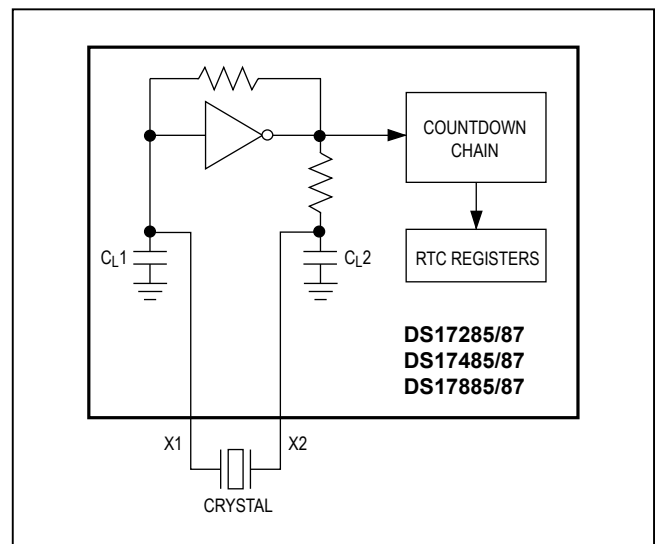 COUNTDOWN
CHAIN
CL1
CL2
RTC REGISTERS
DS17285/87
DS17485/87
DS17885/87
X1
X2
CRYSTAL